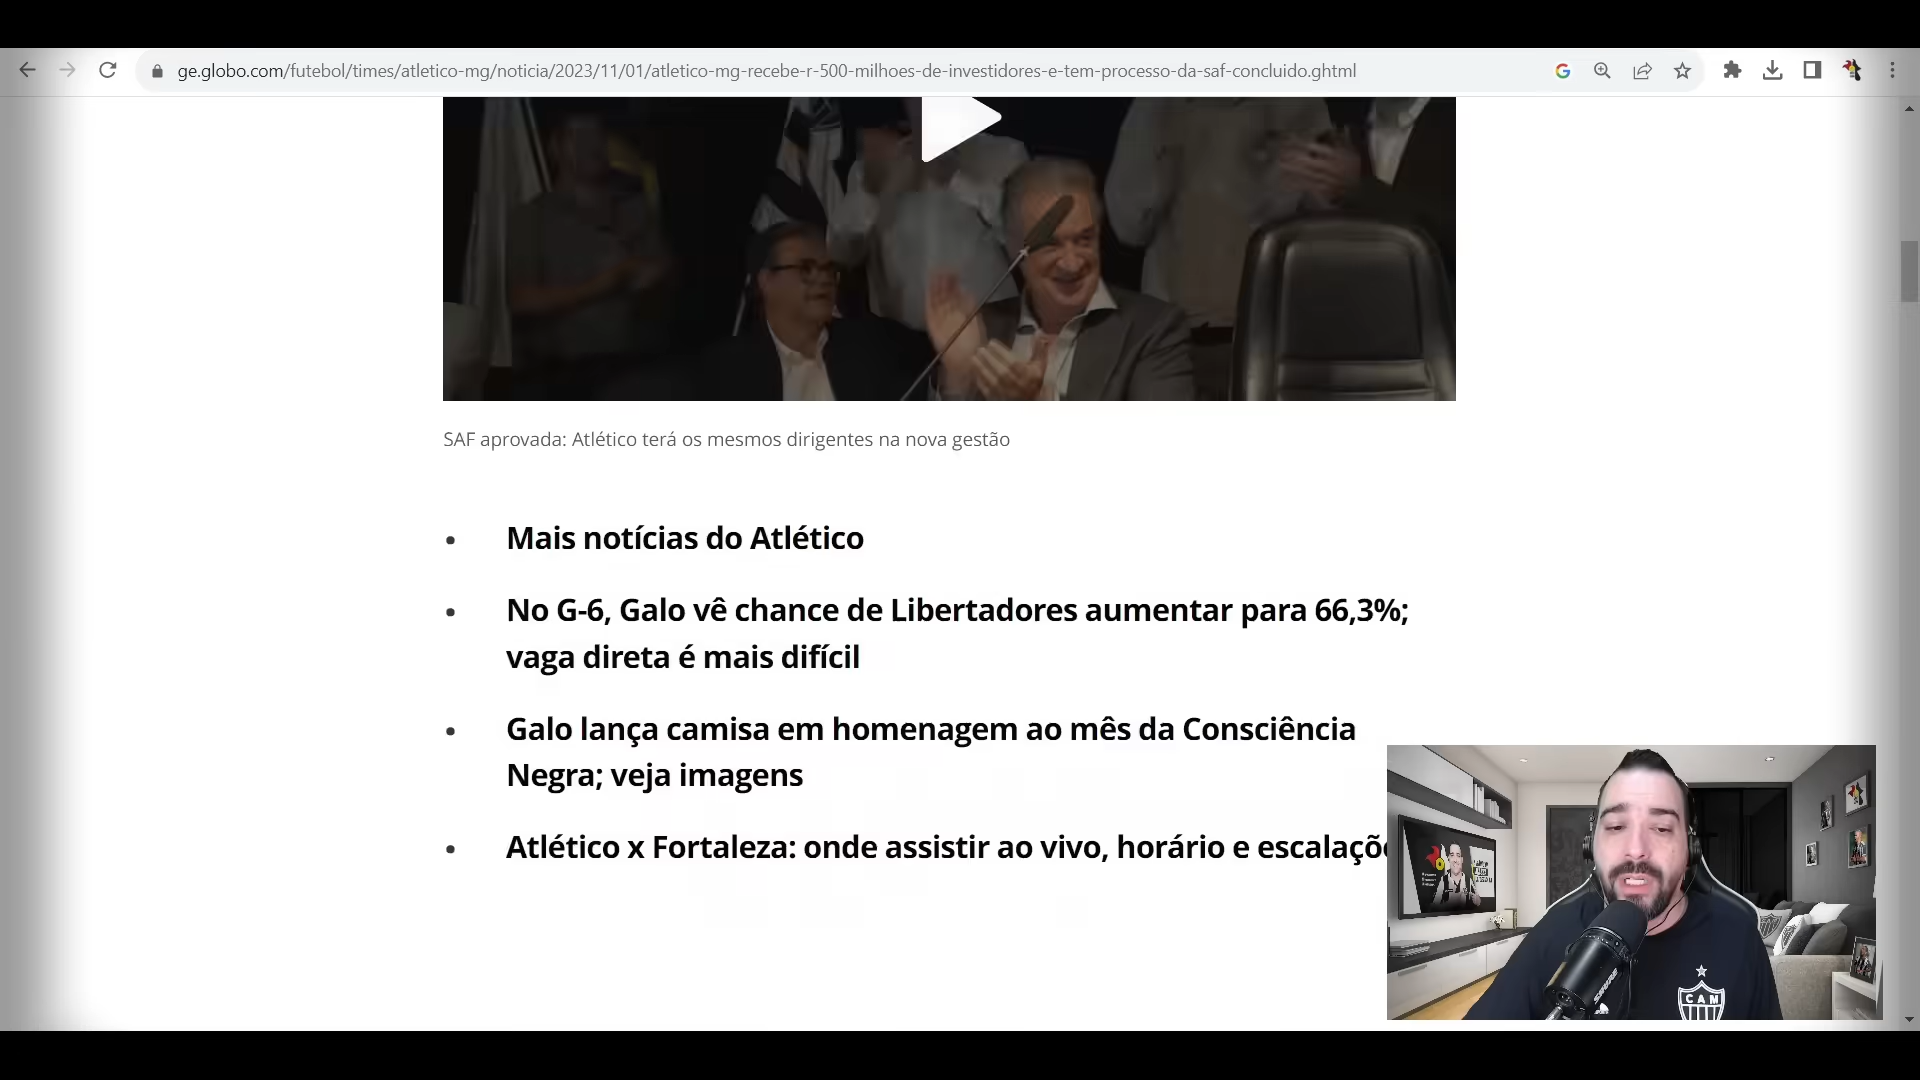 ge.globo.com/futebol/times/atletico-mg/noticia/2023/11/01/atletico-mg-recebe-r-500-milhoes-de-investidores-e-tem-processo-da-saf-concluido.ghtml
SAF aprovada: Atlético terá os mesmos dirigentes na nova gestão
Mais notícias do Atlético
No G-6, Galo vê chance de Libertadores aumentar para 66,3%;
vaga direta é mais difícil
Galo lança camisa em homenagem ao mês da Consciência
Negra; veja imagens
Atlético x Fortaleza: onde assistir ao vivo, horário e escalaçõ
SHURE
CAM